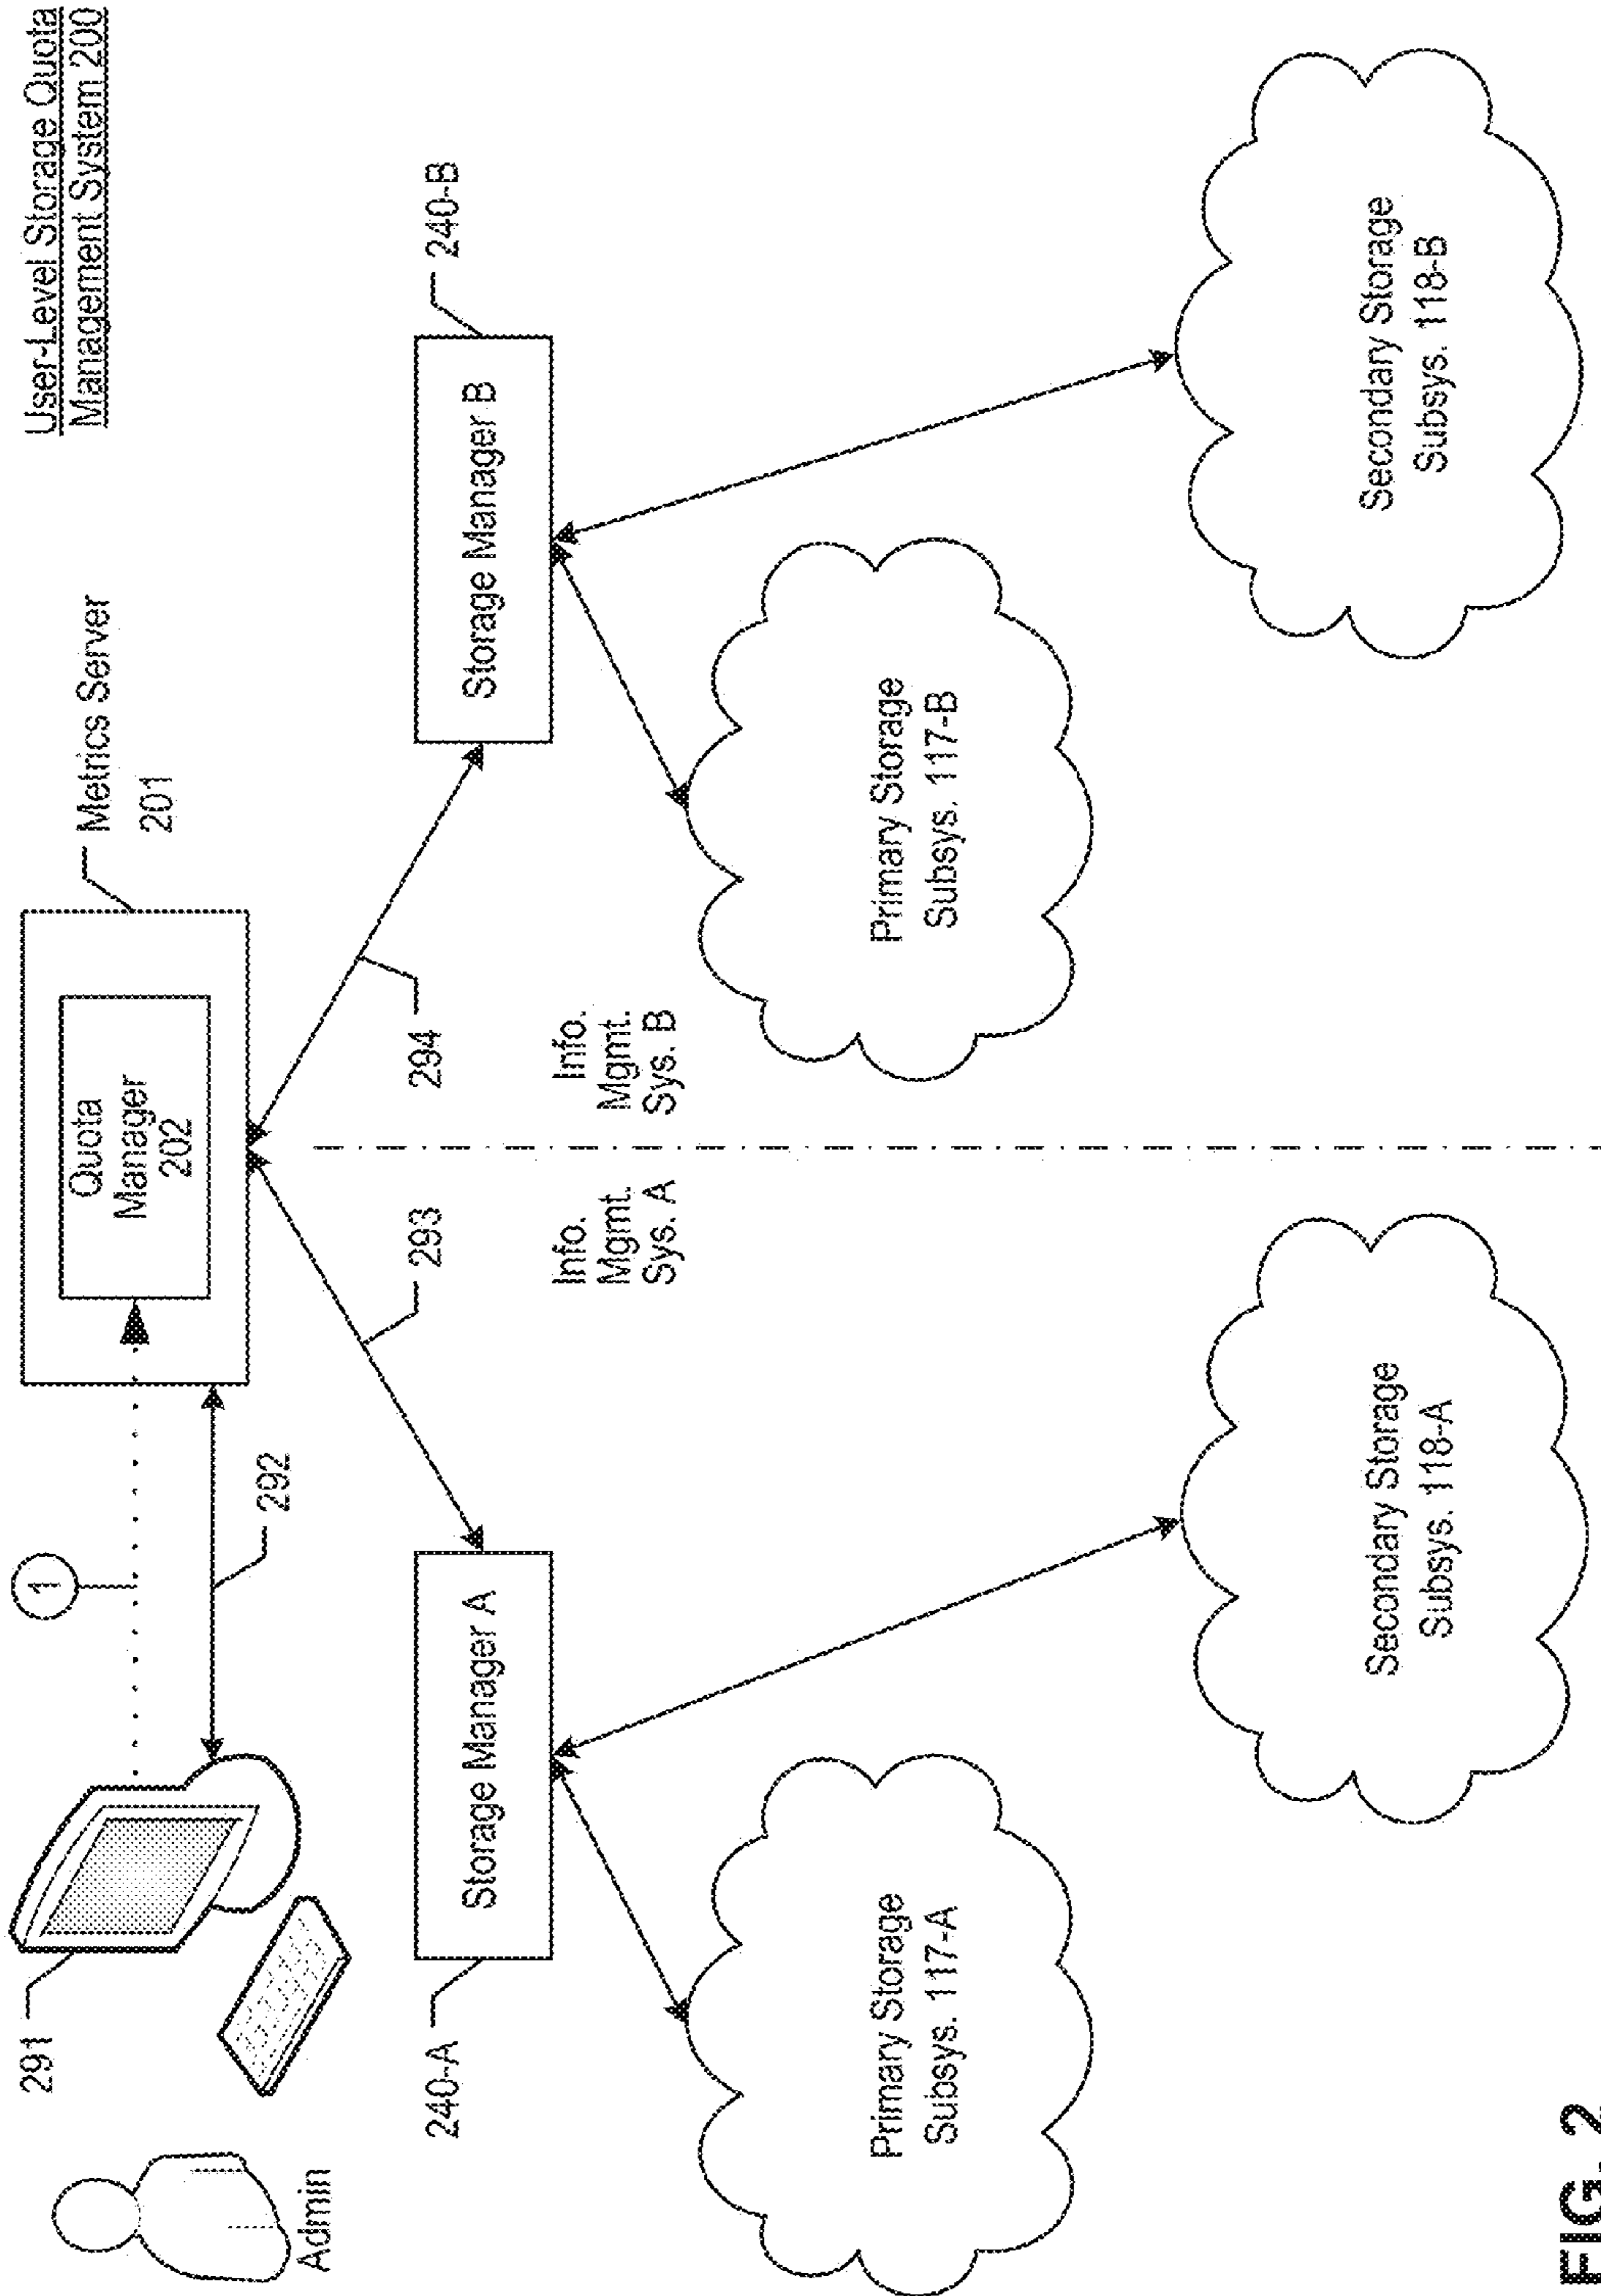 User-Level Storage Quota
Management System 200
291
1
292
Admin
Quota
Manager
202
Metrics Server
201
293
294
240-A
Storage Manager A
Storage Manager B
240-B
Info.
Mgmt.
Sys. A
Info.
Mgmt.
Sys. B
Primary Storage
Subsys. 117-A
Primary Storage
Subsys. 117-B
Secondary Storage
Subsys. 118-A
Secondary Storage
Subsys. 118-B
FIG. 2